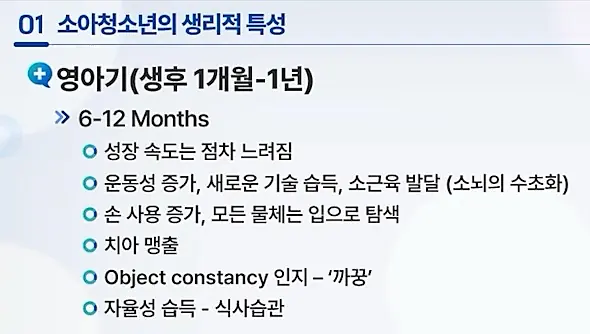 01 소아청소년의 생리적 특성
영아기(생후 1개월-1년)
6-12 Months
성장 속도는 점차 느려짐
운동성 증가, 새로운 기술 습득, 소근육 발달 (소뇌의 수초화)
손 사용 증가, 모든 물체는 입으로 탐색
치아 맹출
Object constancy 인지 – ‘까꿍’
자율성 습득 - 식사습관